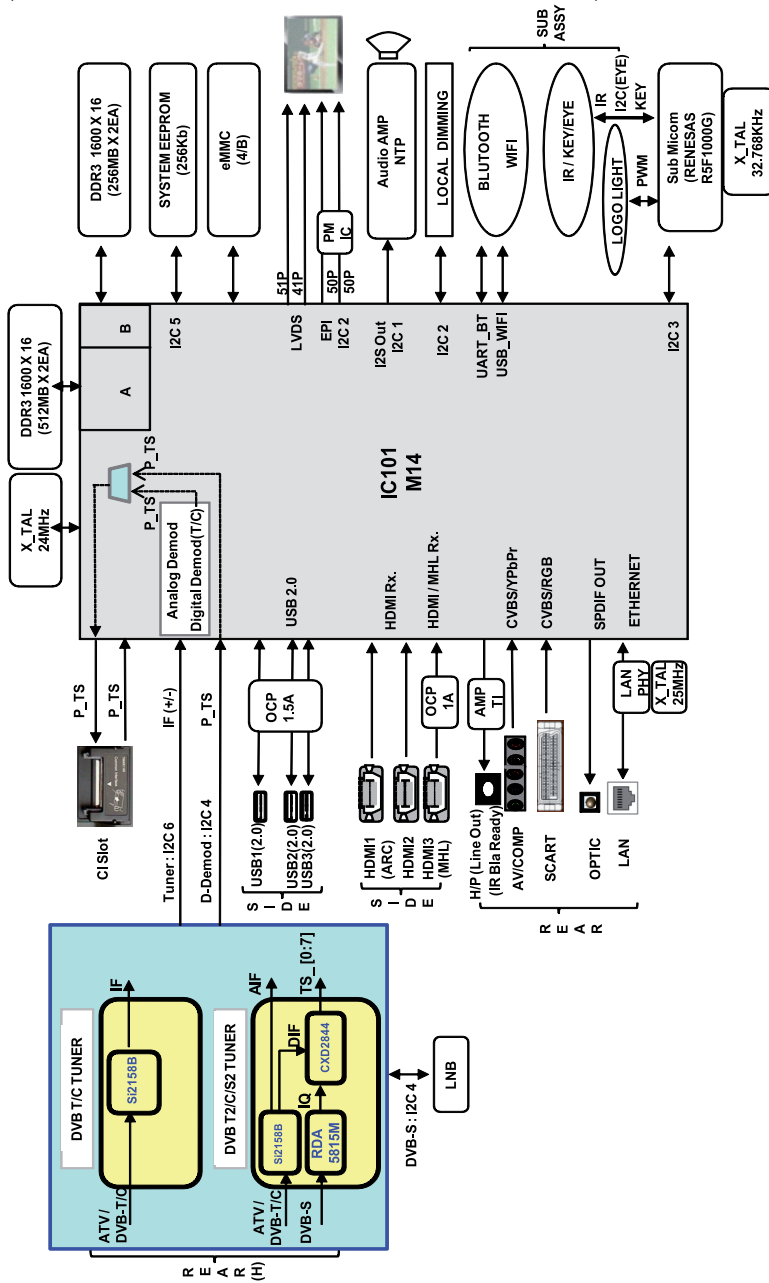 REAR
(H)
DVB T/C TUNER
ATV/
DVB-T/C
Si2158B
IF
DVB T2/C/S2 TUNER
ATV/
DVB-T/C
DVB-S
Si2158B
RDA
5815M
IQ
DIF
CXD2844
AIF
TS_[0:7]
DVB-S : I2C 4
LNB
CI Slot
P_TS
P_TS
Tuner : I2C 6
IF (+/-)
D-Demod : I2C 4
P_TS
SIDE
USB1(2.0)
USB2(2.0)
USB3(2.0)
OCP
1.5A
USB 2.0
SIDE
HDMI1
(ARC)
HDMI2
HDMI3
(MHL)
OCP
1A
HDMI Rx.
HDMI / MHL Rx.
REAR
H/P (Line Out)
(IR Bla Ready)
AV/COMP
SCART
OPTIC
LAN
AMP
TI
CVBS/YPbPr
CVBS/RGB
SPDIF OUT
ETHERNET
LAN
PHY
X_TAL
25MHz
X_TAL
24MHz
DDR3 1600 X 16
(512MB X 2EA)
A
B
P_TS
P_TS
Analog Demod
Digital Demod(T/C)
IC101
M14
I2C 5
LVDS
EPI
I2C 2
I2S Out
I2C 1
I2C 2
UART_BT
USB_WIFI
I2C 3
51P
41P
50P
50P
PM
IC
DDR3 1600 X 16
(256MB X 2EA)
SYSTEM EEPROM
(256Kb)
eMMC
(4/B)
Audio AMP
NTP
LOCAL DIMMING
BLUTOOTH
WIFI
IR / KEY/EYE
LOGO LIGHT
SUB
ASSY
IR
I2C(EYE)
KEY
PWM
Sub Micom
(RENESAS
R5F1000G)
X_TAL
32.768KHz